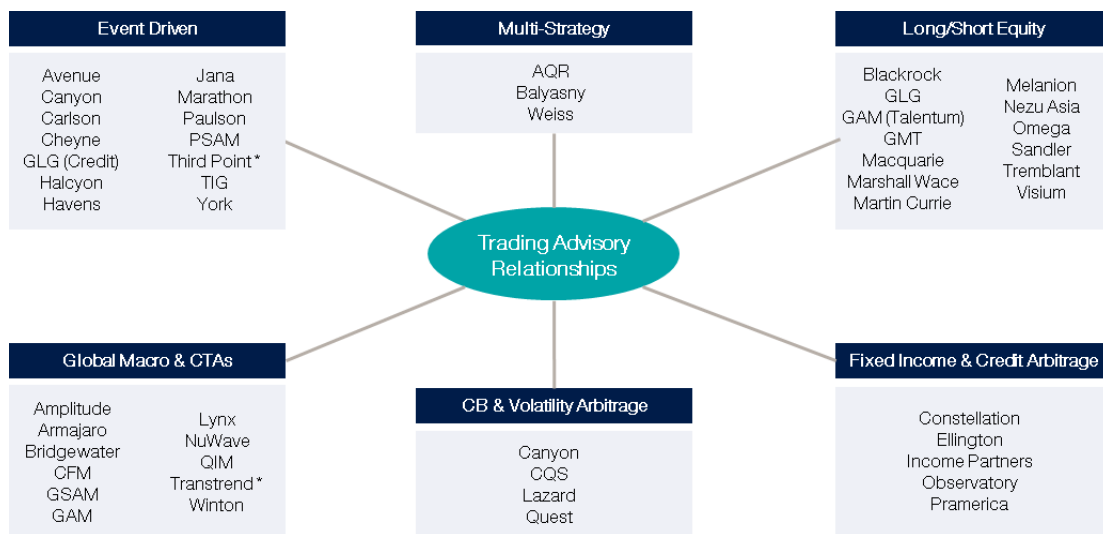 Event Driven
Avenue
Canyon
Carlson
Cheyne
GLG (Credit)
Halcyon
Havens
Jana
Marathon
Paulson
PSAM
Third Point *
TIG
York
Multi-Strategy
AQR
Balyasny
Weiss
Long/Short Equity
Blackrock
GLG
GAM (Talentum)
GMT
Macquarie
Marshall Wace
Martin Currie
Melanion
Nezu Asia
Omega
Sandler
Tremblant
Visium
Trading Advisory
Relationships
Global Macro & CTAs
Amplitude
Armajaro
Bridgewater
CFM
GSAM
GAM
Lynx
NuWave
QIM
Transtrend *
Winton
CB & Volatility Arbitrage
Canyon
CQS
Lazard
Quest
Fixed Income & Credit Arbitrage
Constellation
Ellington
Income Partners
Observatory
Pramerica